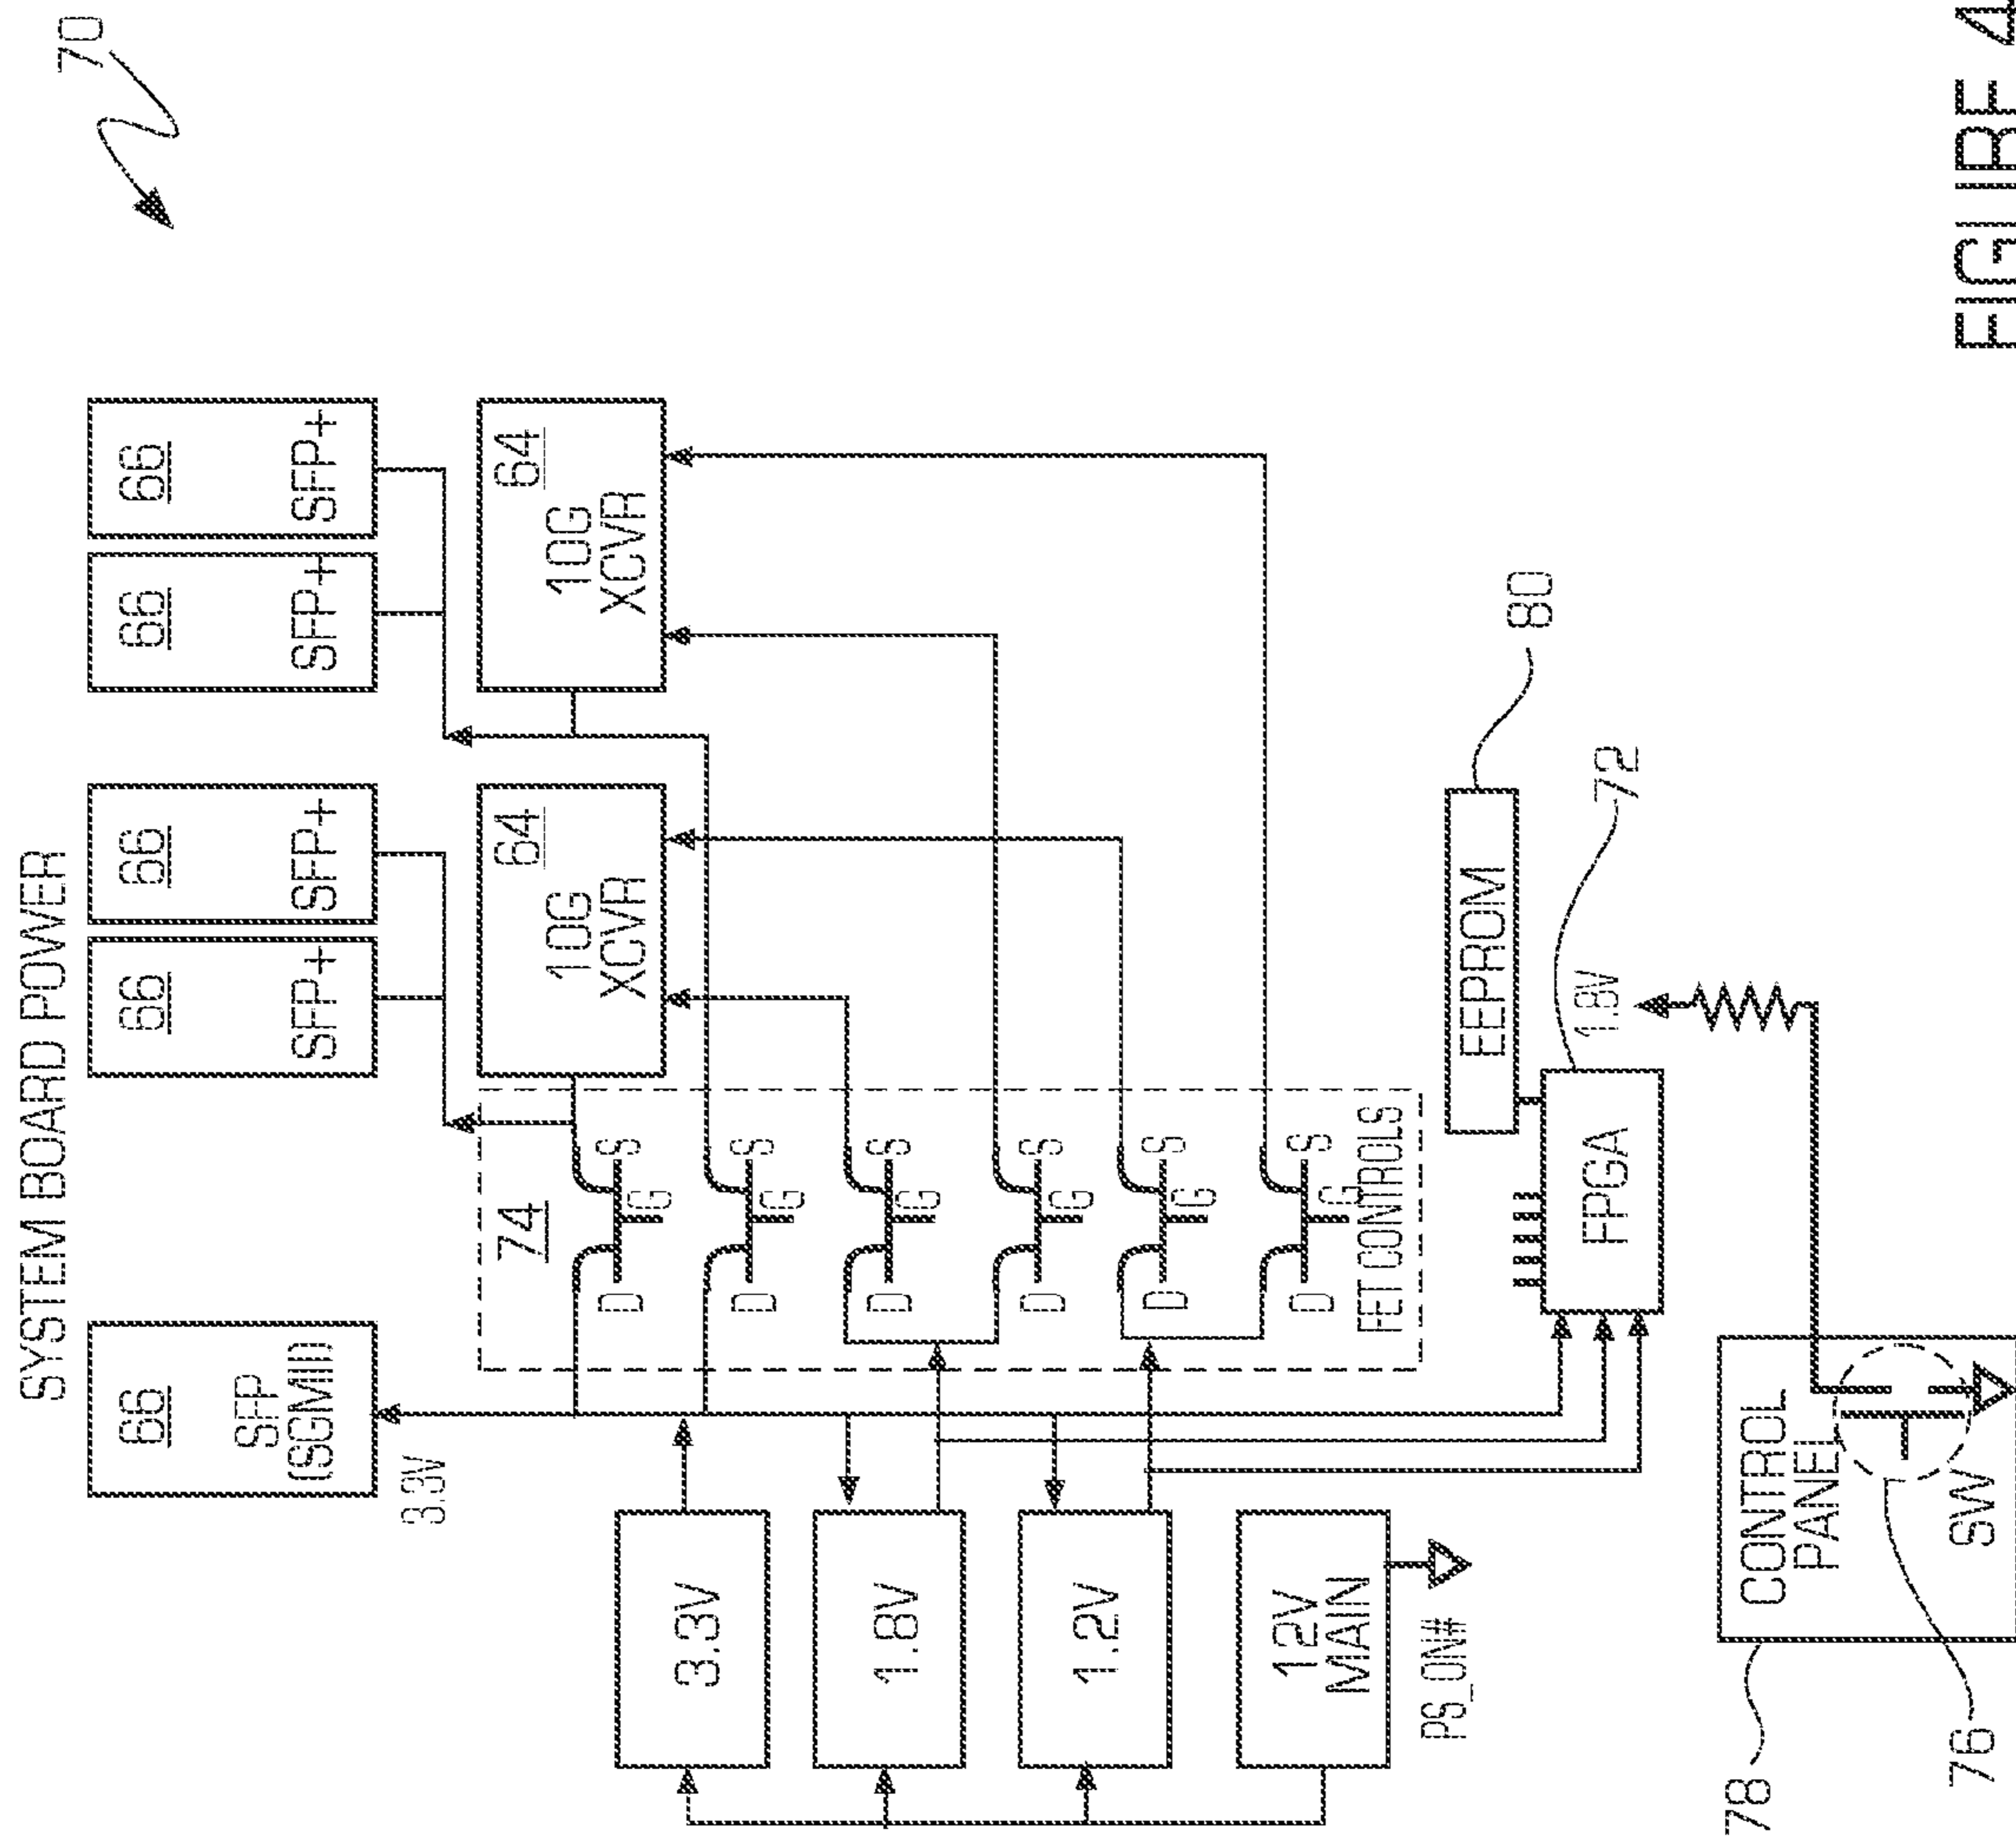 SYSTEM BOARD POWER
70
66
SFP
(SGMII)
66
SFP+
66
SFP+
66
SFP+
66
SFP+
3.3V
74
64
10G
XCVR
64
10G
XCVR
3.3V
D
G
S
D
G
S
1.8V
D
G
S
D
G
S
1.2V
D
G
S
D
G
S
FET CONTROLS
12V
MAIN
PS_ON#
EEPROM
80
FPGA
72
1.8V
CONTROL
PANEL
SW
78
76
FIGURE 4